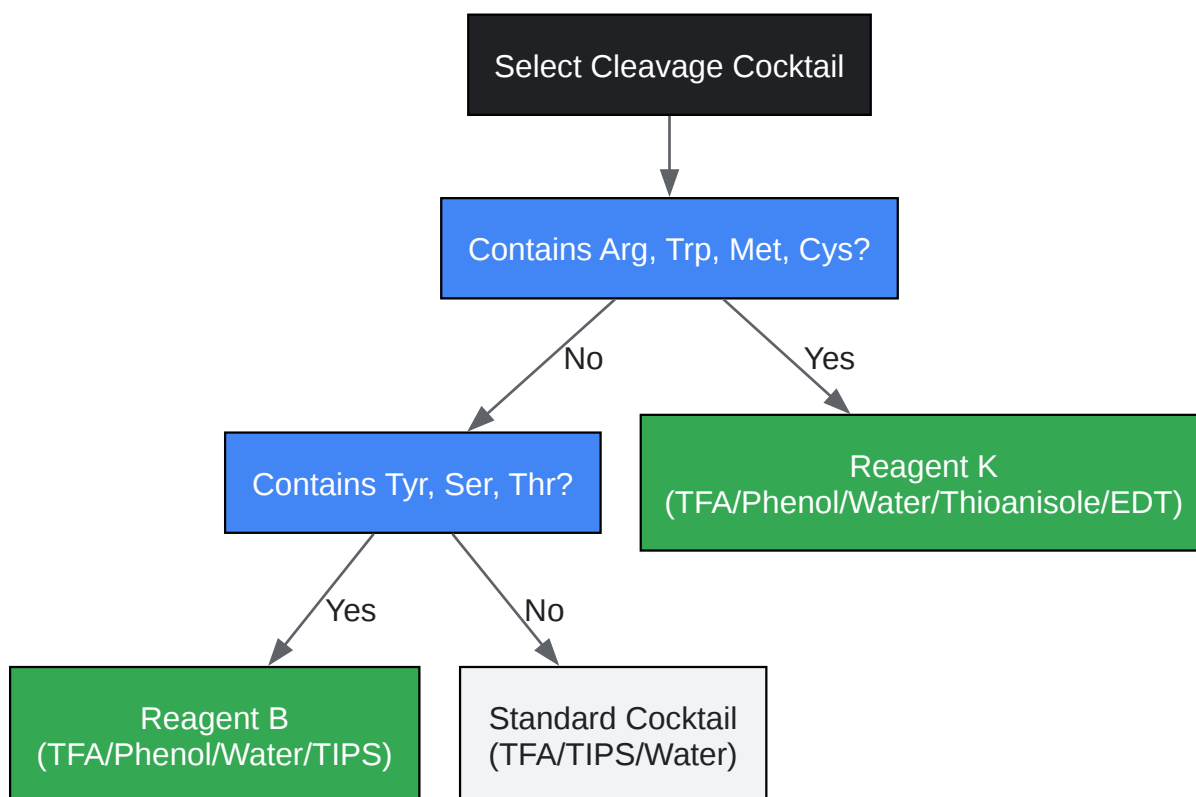 Select Cleavage Cocktail
Contains Arg, Trp, Met, Cys?
No
Yes
Contains Tyr, Ser, Thr?
Reagent K
(TFA/Phenol/Water/Thioanisole/EDT)
Yes
No
Reagent B
(TFA/Phenol/Water/TIPS)
Standard Cocktail
(TFA/TIPS/Water)